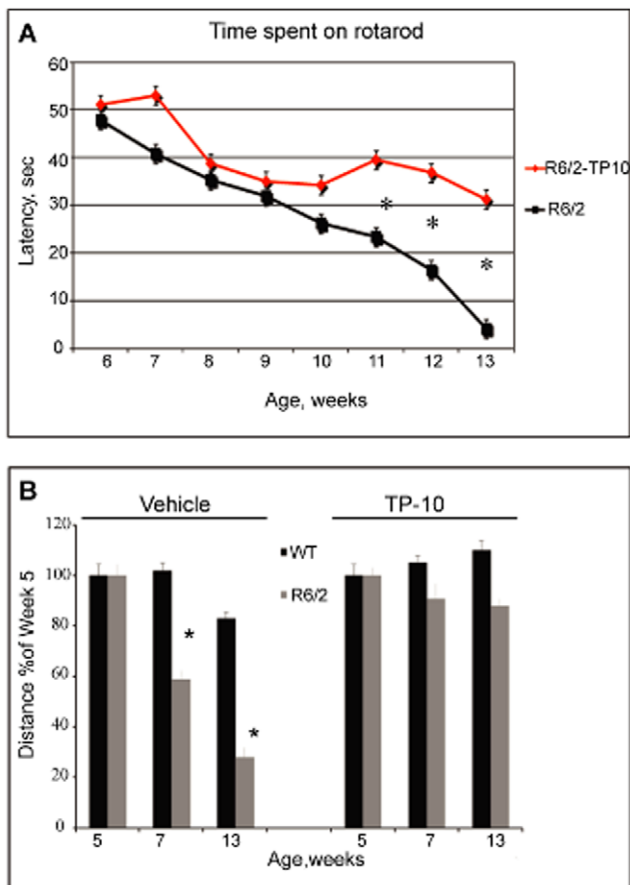 A
Time spent on rotarod
60
50
40
30
20
10
0
Latency, sec
* * *
6 7 8 9 10 11 12 13
Age, weeks
R6/2-TP10
R6/2
B
Vehicle TP-10
120
100
80
60
40
20
0
Distance %of Week 5
WT
R6/2
* *
5 7 13 5 7 13
Age,weeks